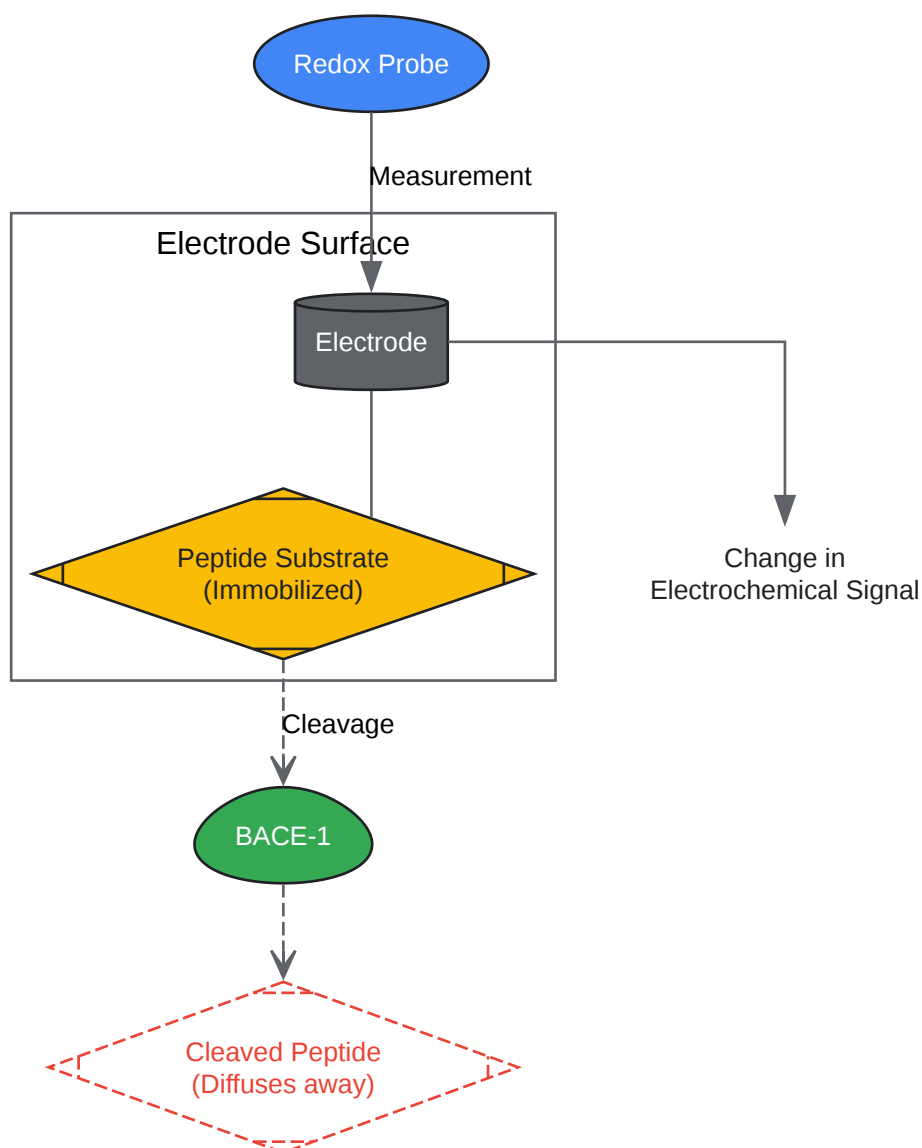 Redox Probe
Measurement
Electrode Surface
Electrode
Peptide Substrate
(Immobilized)
Change in
Electrochemical Signal
Cleavage
BACE-1
Cleaved Peptide
(Diffuses away)